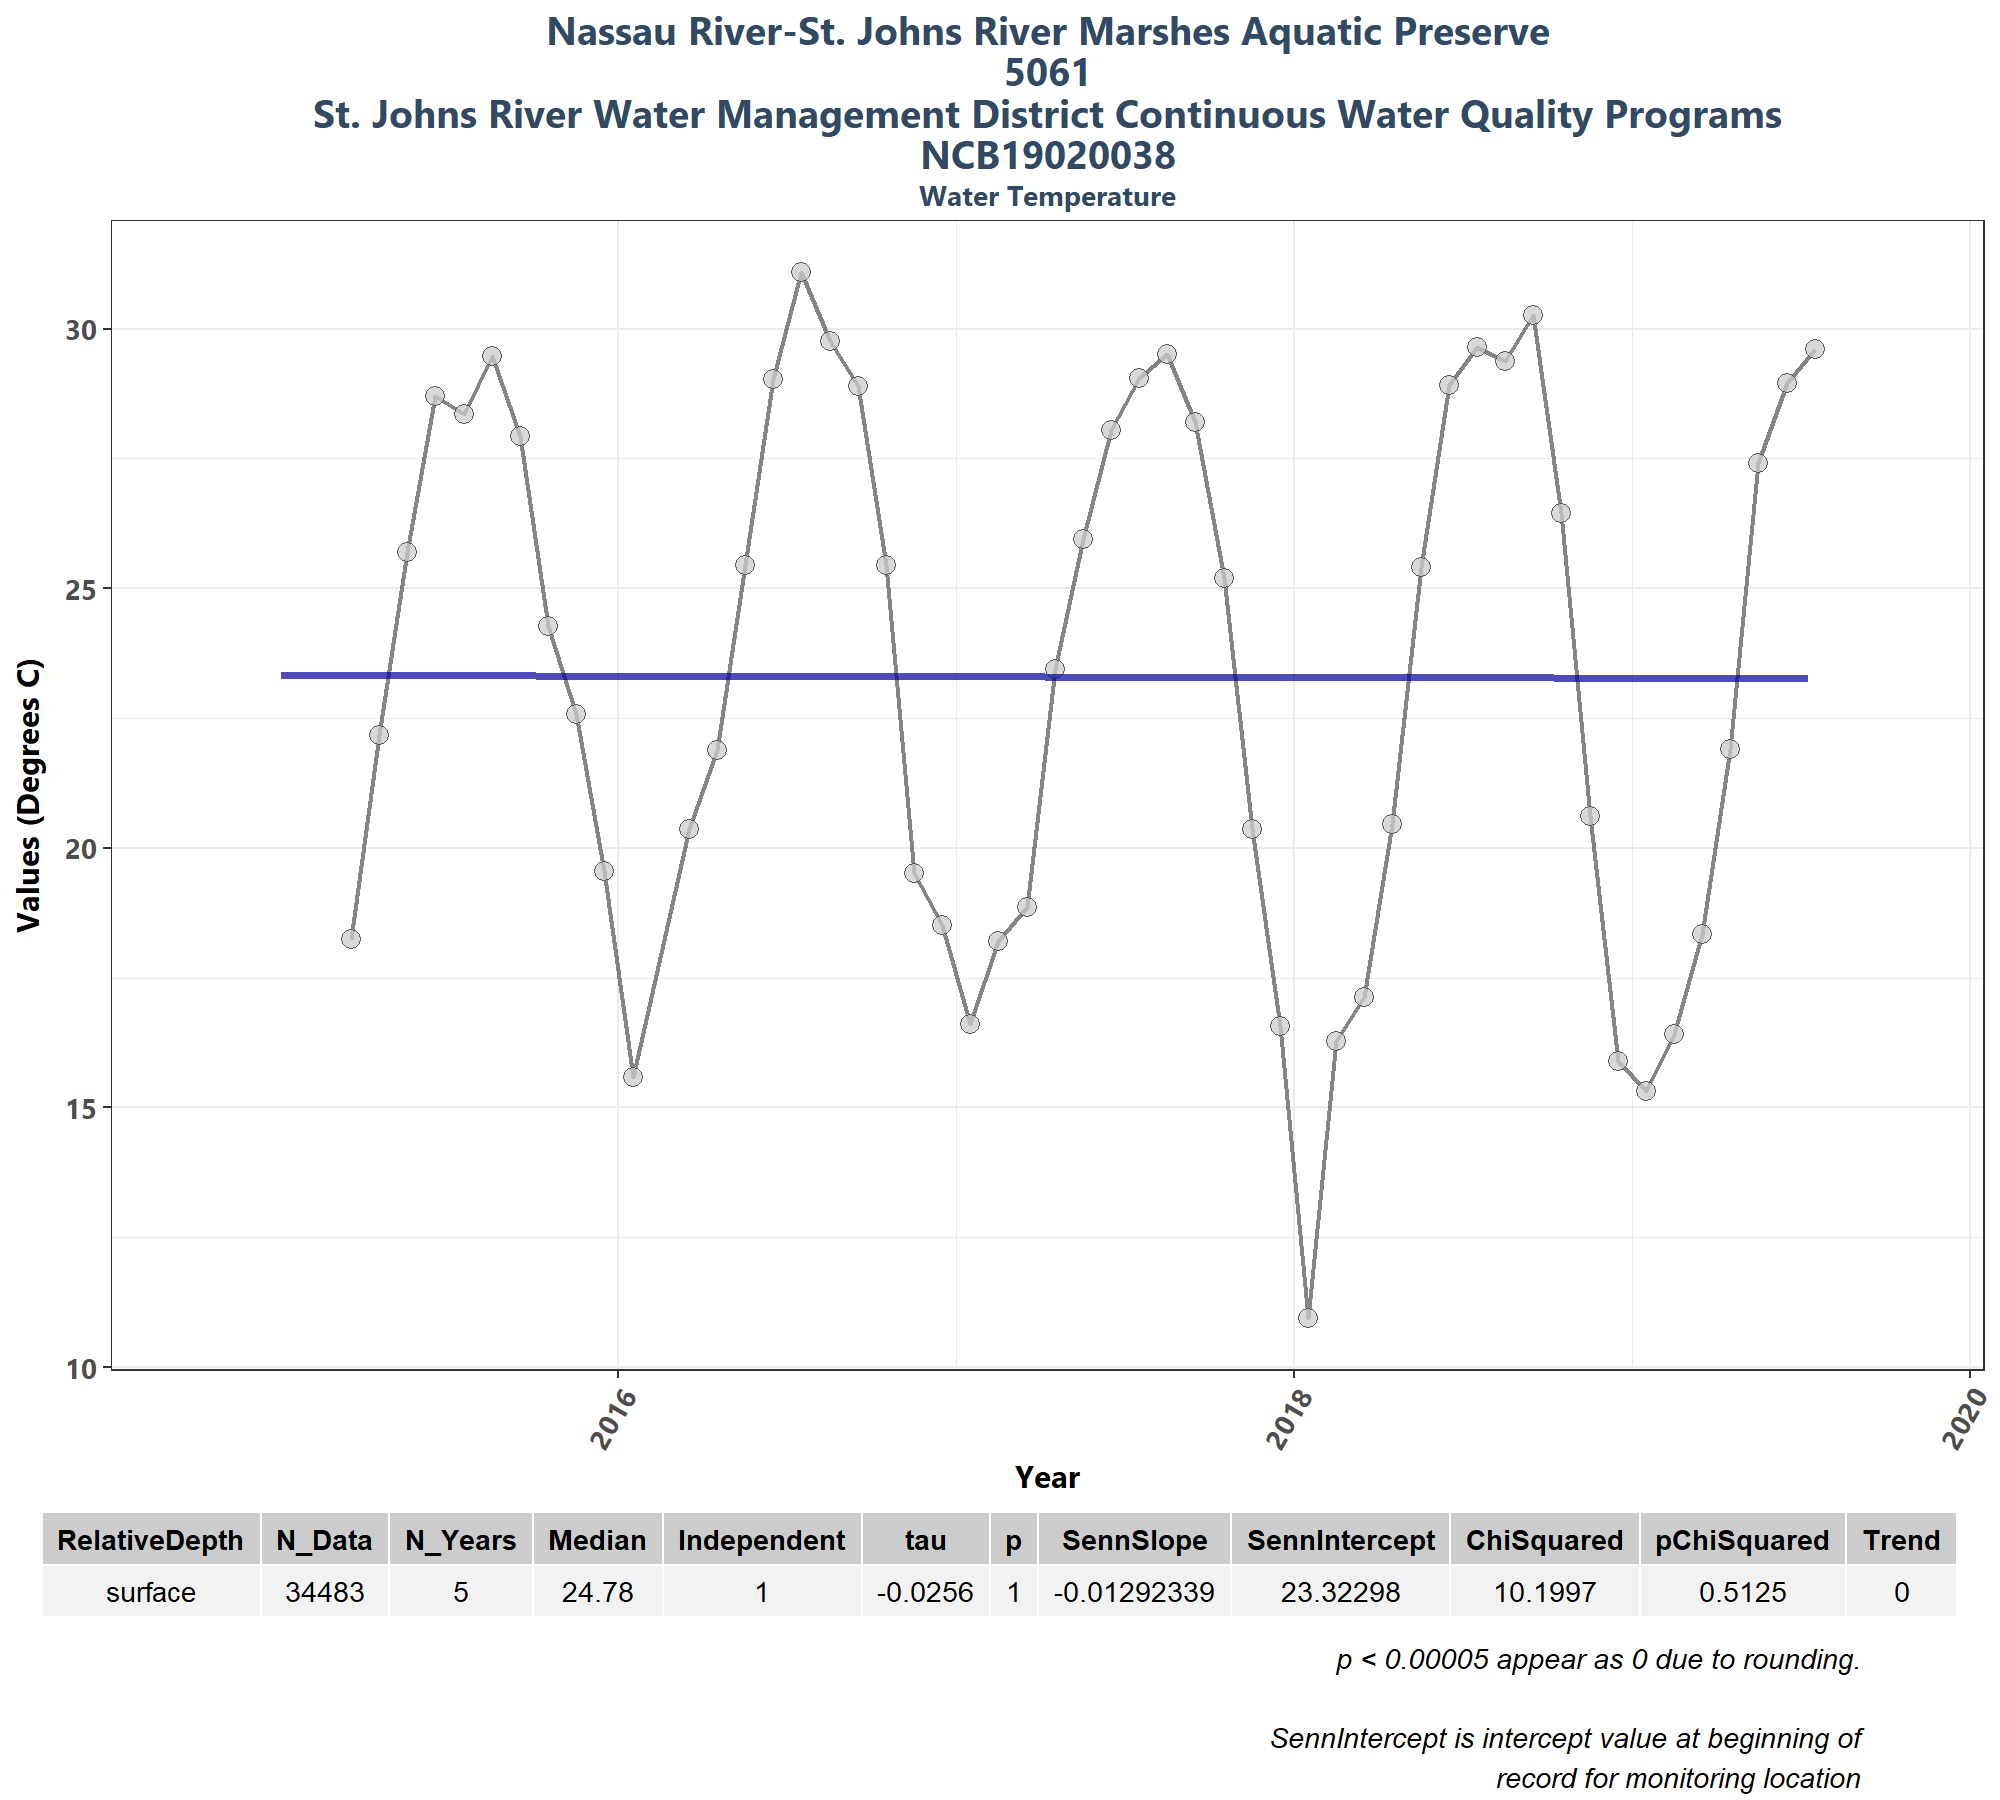 Nassau River-St. Johns River Marshes Aquatic Preserve
5061
St. Johns River Water Management District Continuous Water Quality Programs
NCB19020038
Water Temperature
Values (Degrees C)
30
25
20
15
10
2016
2018
2020
Year
RelativeDepth N_Data N_Years Median Independent tau p SennSlope SennIntercept ChiSquared pChiSquared Trend
surface 34483 5 24.78 1 -0.0256 1 -0.01292339 23.32298 10.1997 0.5125 0
p < 0.00005 appear as 0 due to rounding.
SennIntercept is intercept value at beginning of
record for monitoring location